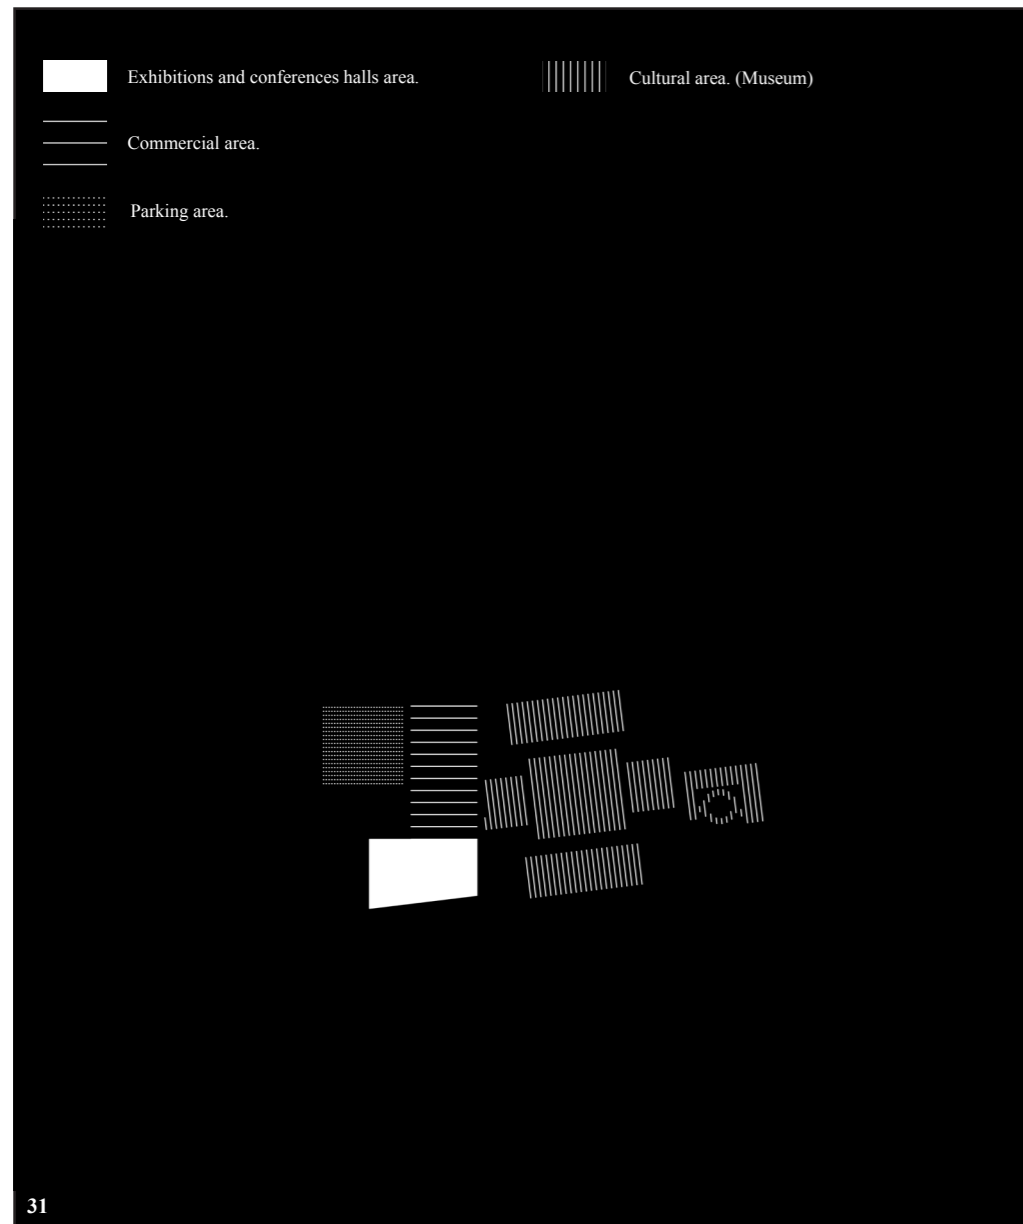 Exhibitions and conferences halls area.
Cultural area. (Museum)
Commercial area.
Parking area.
31